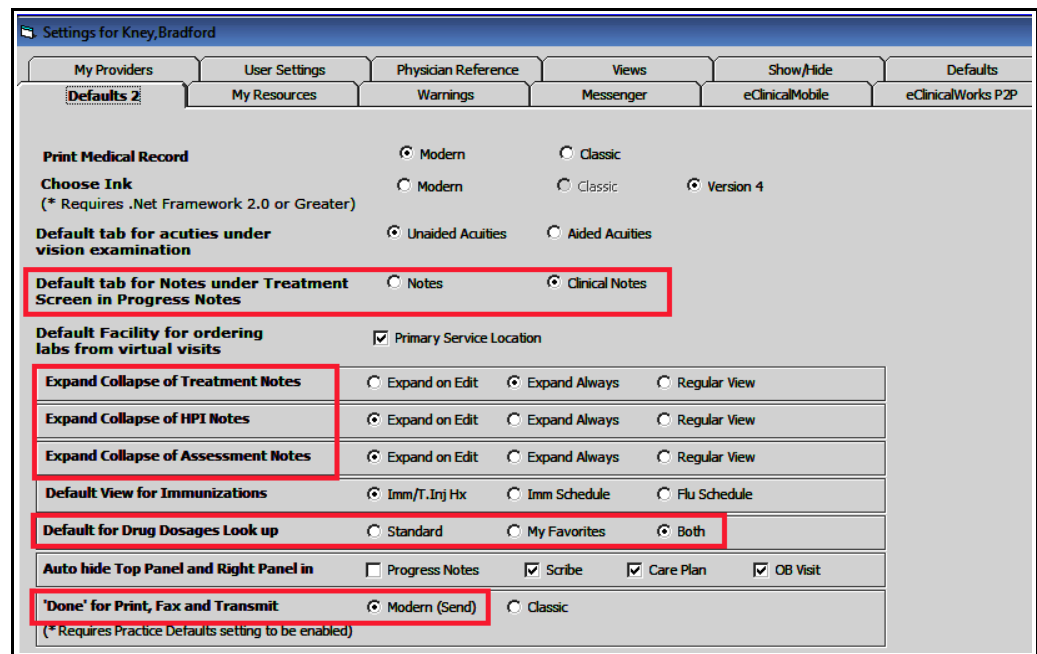 Settings for Kney,Bradford
My Providers User Settings Physician Reference Views Show/Hide Defaults
Defaults 2 My Resources Warnings Messenger eClinicalMobile eClinicalWorks P2P
Print Medical Record Modern Classic
Choose Ink Modern Classic Version 4
(* Requires .Net Framework 2.0 or Greater)
Default tab for acuties under Unaided Acuities Aided Acuities
vision examination
Default tab for Notes under Treatment Notes Clinical Notes
Screen in Progress Notes
Default Facility for ordering
labs from virtual visits Primary Service Location
Expand Collapse of Treatment Notes Expand on Edit Expand Always Regular View
Expand Collapse of HPI Notes Expand on Edit Expand Always Regular View
Expand Collapse of Assessment Notes Expand on Edit Expand Always Regular View
Default View for Immunizations Imm/T.Inj Hx Imm Schedule Flu Schedule
Default for Drug Dosages Look up Standard My Favorites Both
Auto hide Top Panel and Right Panel in Progress Notes Scribe Care Plan OB Visit
'Done' for Print, Fax and Transmit Modern (Send) Classic
(* Requires Practice Defaults setting to be enabled)